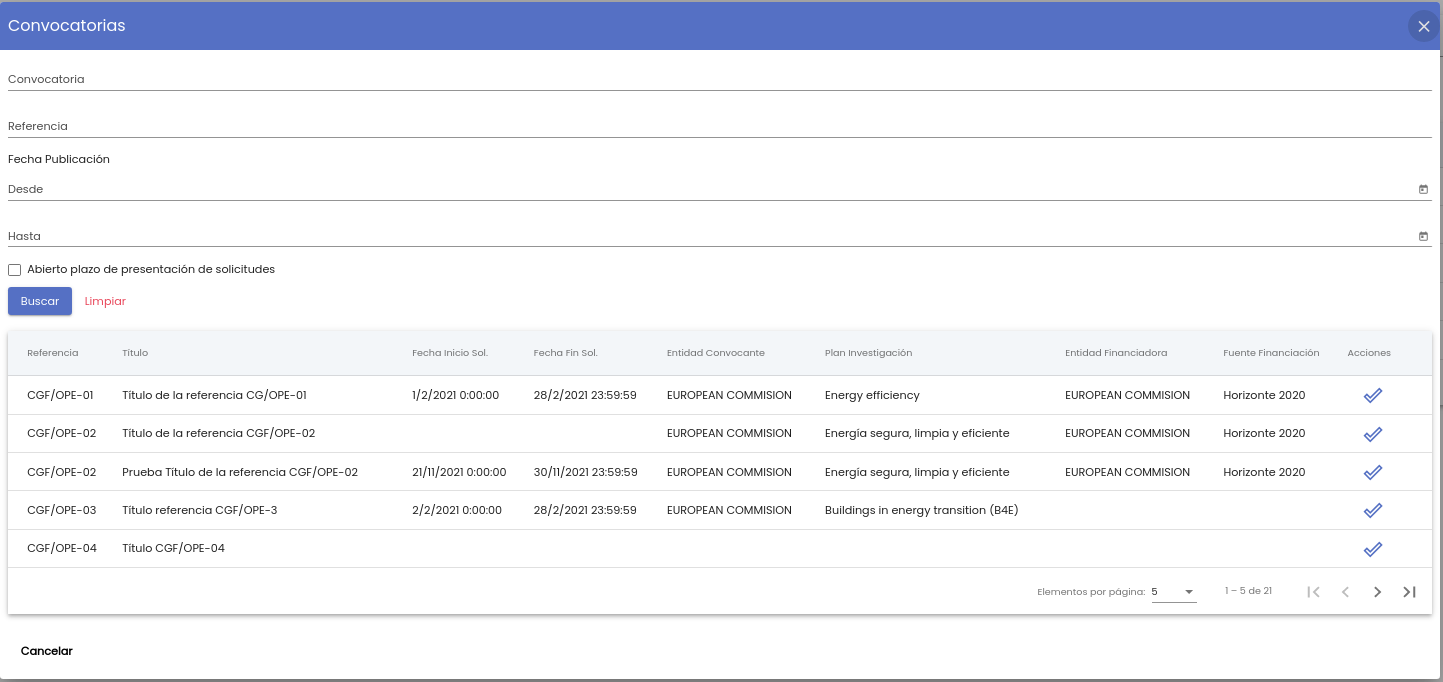 Convocatorias
Convocatoria
Referencia
Fecha Publicación
Desde
Hasta
Abierto plazo de presentación de solicitudes
Buscar Limpiar
Referencia Título Fecha Inicio Sol. Fecha Fin Sol. Entidad Convocante Plan Investigación Entidad Financiadora Fuente Financiación Acciones
CGF/OPE-01 Título de la referencia CG/OPE-01 1/2/2021 0:00:00 28/2/2021 23:59:59 EUROPEAN COMMISION Energy efficiency EUROPEAN COMMISION Horizonte 2020
CGF/OPE-02 Título de la referencia CGF/OPE-02 EUROPEAN COMMISION Energía segura, limpia y eficiente EUROPEAN COMMISION Horizonte 2020
CGF/OPE-02 Prueba Título de la referencia CGF/OPE-02 21/11/2021 0:00:00 30/11/2021 23:59:59 EUROPEAN COMMISION Energía segura, limpia y eficiente EUROPEAN COMMISION Horizonte 2020
CGF/OPE-03 Título referencia CGF/OPE-3 2/2/2021 0:00:00 28/2/2021 23:59:59 EUROPEAN COMMISION Buildings in energy transition (B4E)
CGF/OPE-04 Título CGF/OPE-04
Elementos por página: 5 1 – 5 de 21
Cancelar